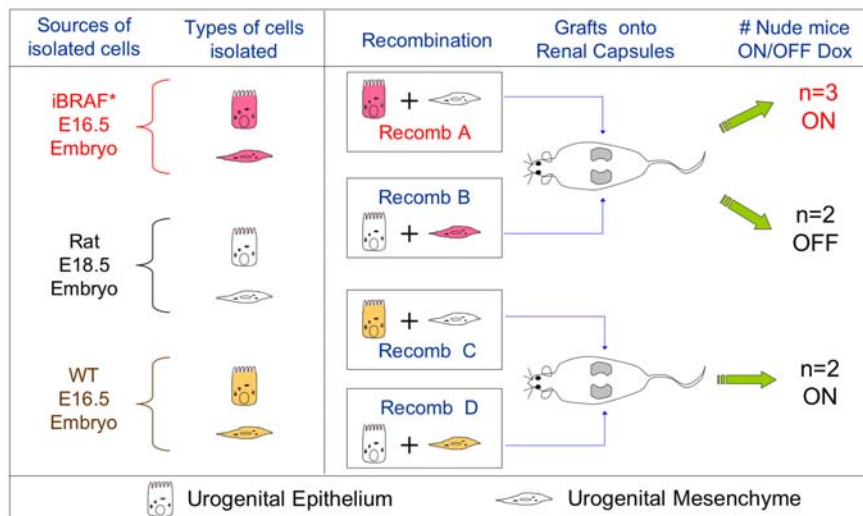 Sources of
isolated cells
Types of cells
isolated
Recombination
Grafts onto
Renal Capsules
# Nude mice
ON/OFF Dox
iBRAF*
E16.5
Embryo
Rat
E18.5
Embryo
WT
E16.5
Embryo
+
Recomb A
Recomb B
+
+
Recomb C
Recomb D
+
n=3
ON
n=2
OFF
n=2
ON
Urogenital Epithelium
Urogenital Mesenchyme